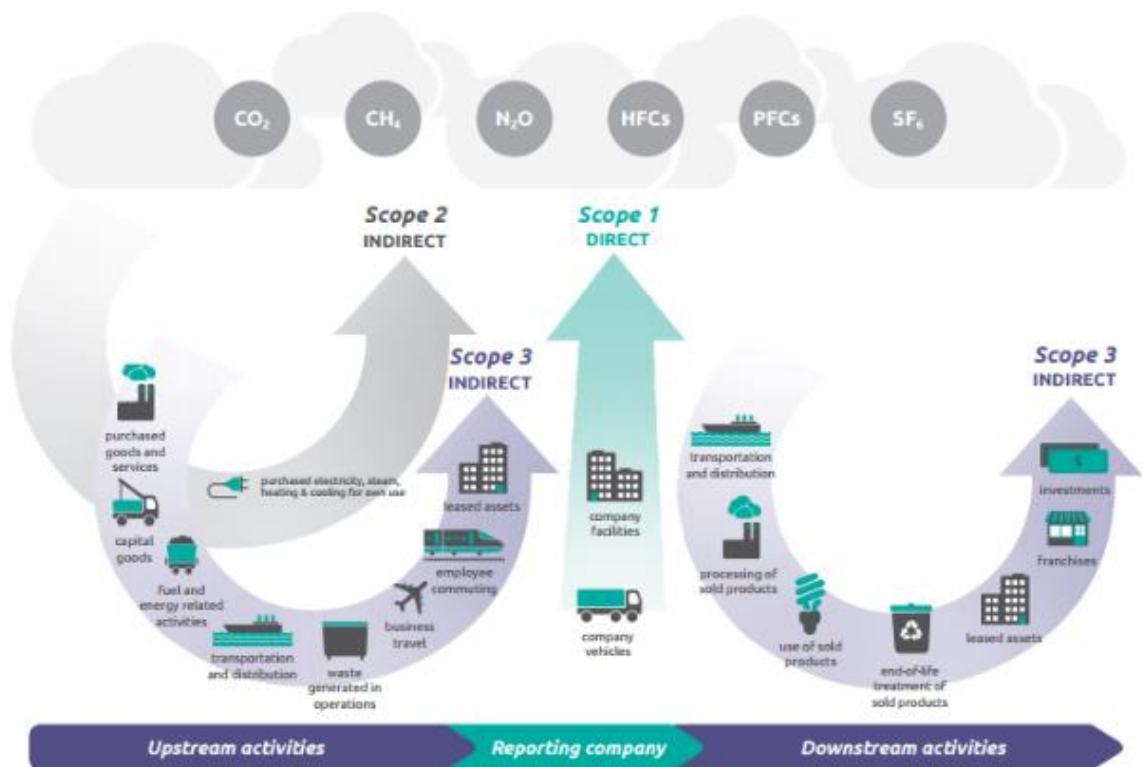 CO₂
CH₄
N₂O
HFCs
PFCs
SF₆
Scope 2
INDIRECT
Scope 1
DIRECT
Scope 3
INDIRECT
Scope 3
INDIRECT
purchased
goods and
services
capital
goods
fuel and
energy related
activities
transportation
and distribution
waste
generated in
operations
business
travel
employee
commuting
leased assets
purchased electricity, steam,
heating & cooling for own use
company
facilities
company
vehicles
transportation
and distribution
processing of
sold products
use of sold
products
end-of-life
treatment of
sold products
leased assets
franchises
$
investments
Upstream activities
Reporting company
Downstream activities